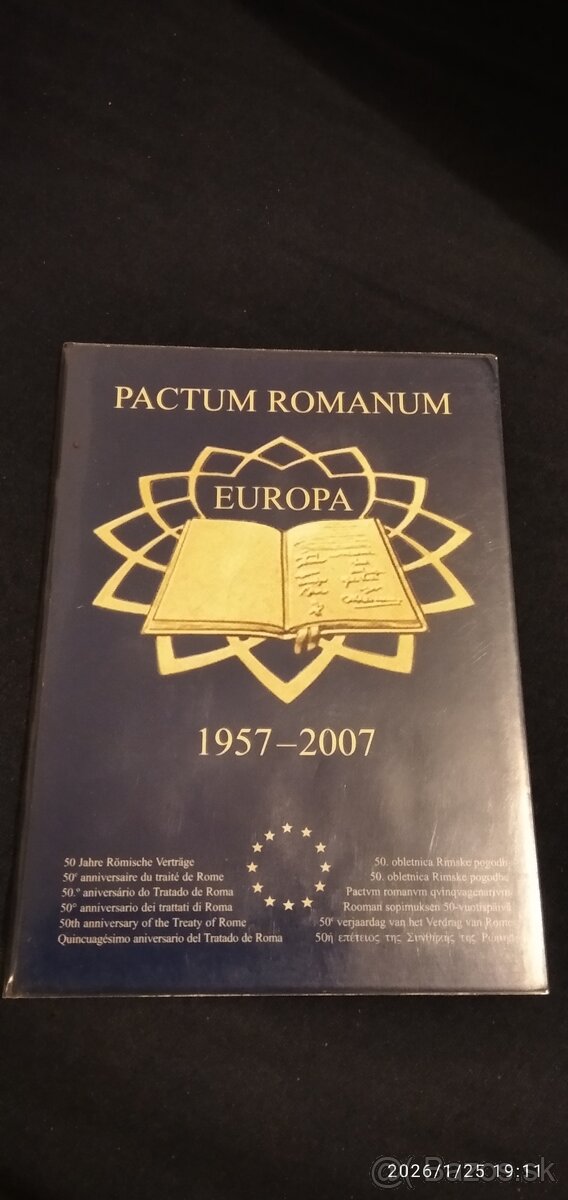 PACTUM ROMANUM
EUROPA
1957–2007
50 Jahre Römische Verträge
50e anniversaire du traité de Rome
50.º aniversário do Tratado de Roma
50° anniversario dei trattati di Roma
50th anniversary of the Treaty of Rome
Quincuagésimo aniversario del Tratado de Roma
50. obletnica Rimske pogodbe
50. obletnica Rimske pogodbe
Pactvm romanvm qvinqvagenarivm
Rooman sopimuksen 50-vuotispäivä
50e verjaardag van het Verdrag van Rome
50ή επέτειος της Συνθήκης της Ρώμης
2026/1/25 19:11
Bazos.sk